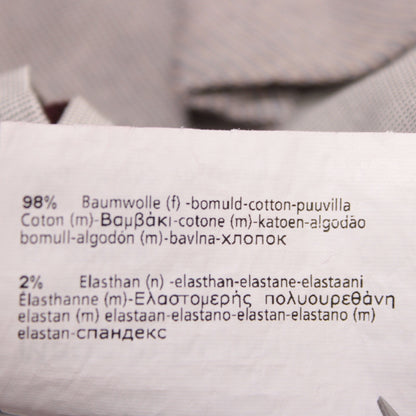 98% Baumwolle (f) -bomuld-cotton-puuvilla
Coton (m)-Βαμβάκι-cotone (m)-katoen-algodão
bomull-algodón (m)-bavlna-хлопок
2% Elasthan (n) -elasthan-elastane-elastaani
Élasthanne (m)-Ελαστομερής πολυουρεθάνη
elastan (m) elastaan-elastano-elastan-elastano (m)
elastan-спандекс